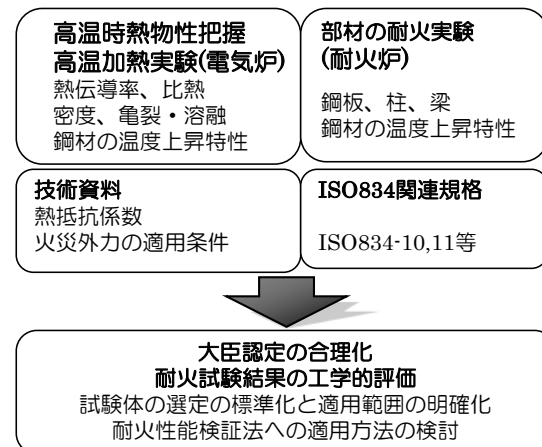 高温時熱物性把握
高温加熱実験(電気炉)
熱伝導率、比熱
密度、亀裂・溶融
鋼材の温度上昇特性
部材の耐火実験
(耐火炉)
鋼板、柱、梁
鋼材の温度上昇特性
技術資料
熱抵抗係数
火災外力の適用条件
ISO834関連規格
ISO834-10,11等
大臣認定の合理化
耐火試験結果の工学的評価
試験体の選定の標準化と適用範囲の明確化
耐火性能検証法への適用方法の検討